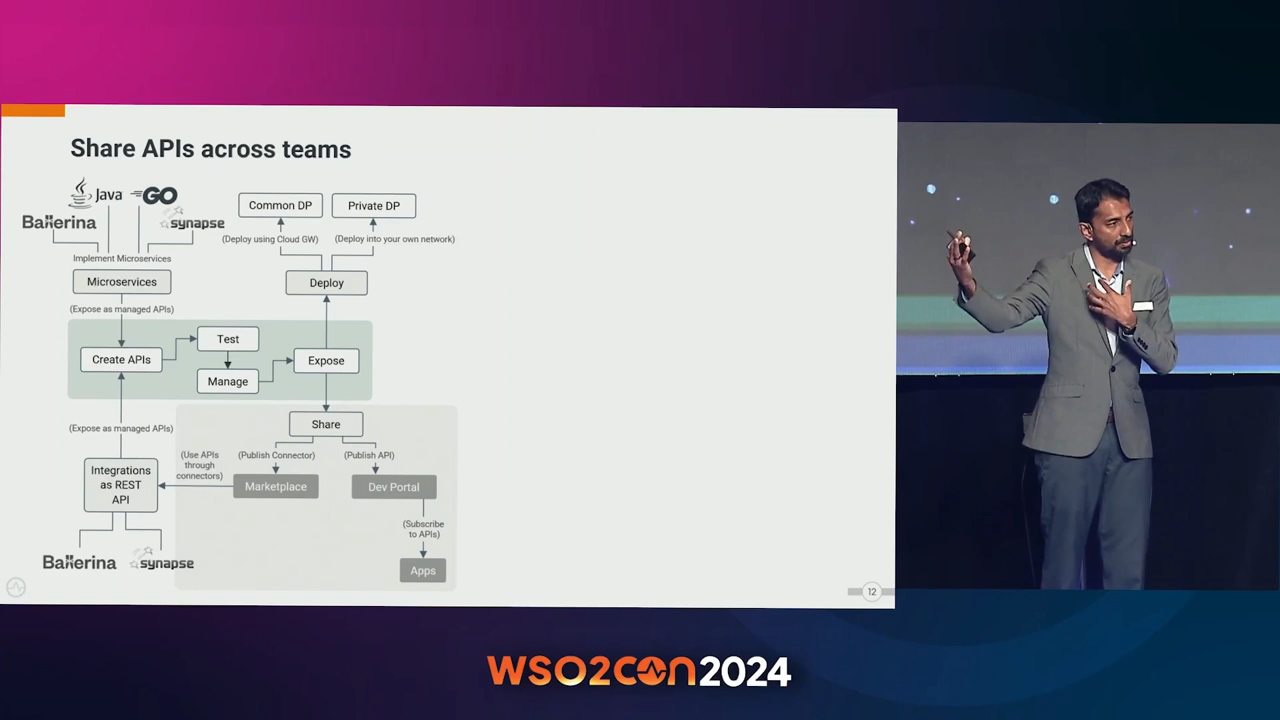 Share APIs across teams
Java
GO
Ballerina
synapse
Implement Microservices
Microservices
(Expose as managed APIs)
Common DP
Private DP
(Deploy using Cloud GW)
(Deploy into your own network)
Deploy
Create APIs
Test
Manage
Expose
(Expose as managed APIs)
Share
(Use APIs
through
connectors)
(Publish Connector)
(Publish API)
Integrations
as REST
API
Marketplace
Dev Portal
(Subscribe
to APIs)
Apps
Ballerina
synapse
12
WSO2CON2024